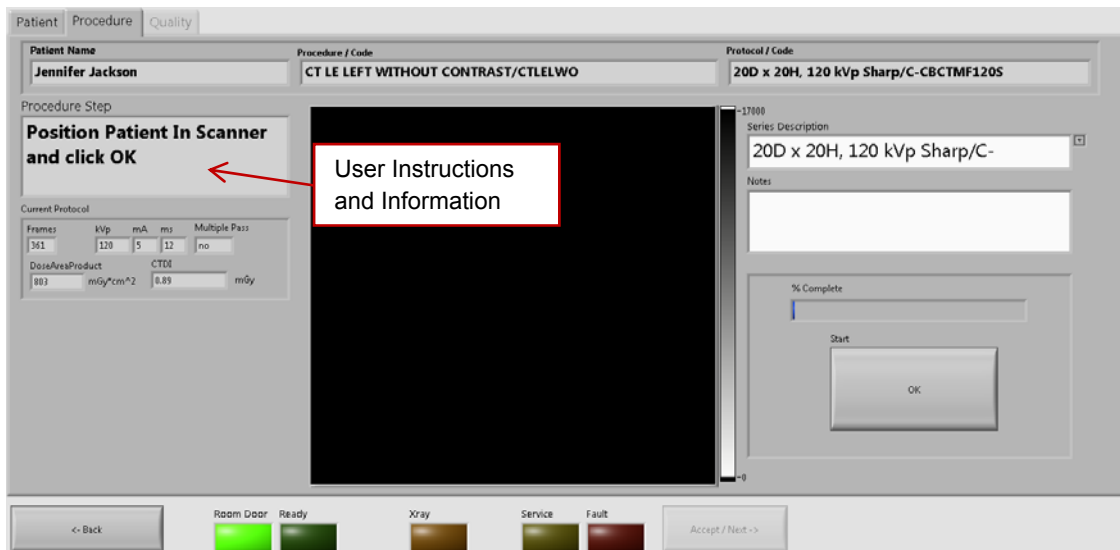 Patient Procedure Quality
Patient Name
Jennifer Jackson
Procedure / Code
CT LE LEFT WITHOUT CONTRAST/CTLELWO
Protocol / Code
20D x 20H, 120 kVp Sharp/C-CBCTMF120S
Procedure Step
Position Patient In Scanner
and click OK
User Instructions
and Information
Current Protocol
Frames kVp mA ms Multiple Pass
361 120 5 12 no
DoseAreaProduct CTDI
803 mGy*cm^2 0.89 mGy
17000
0
Series Description
20D x 20H, 120 kVp Sharp/C-
Notes
% Complete
Start
OK
<- Back
Room Door Ready Xray Service Fault
Accept / Next ->